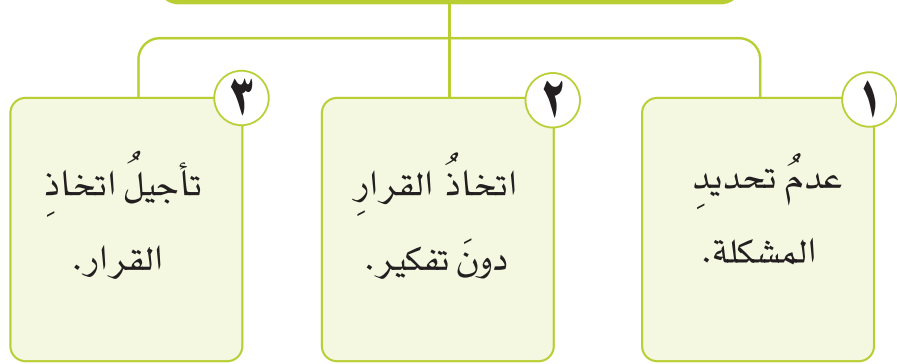 ١
عدمُ تحديدِ
المشكلة.
٢
اتخاذُ القرارِ
دونَ تفكير.
٣
تأجيلُ اتخاذِ
القرار.